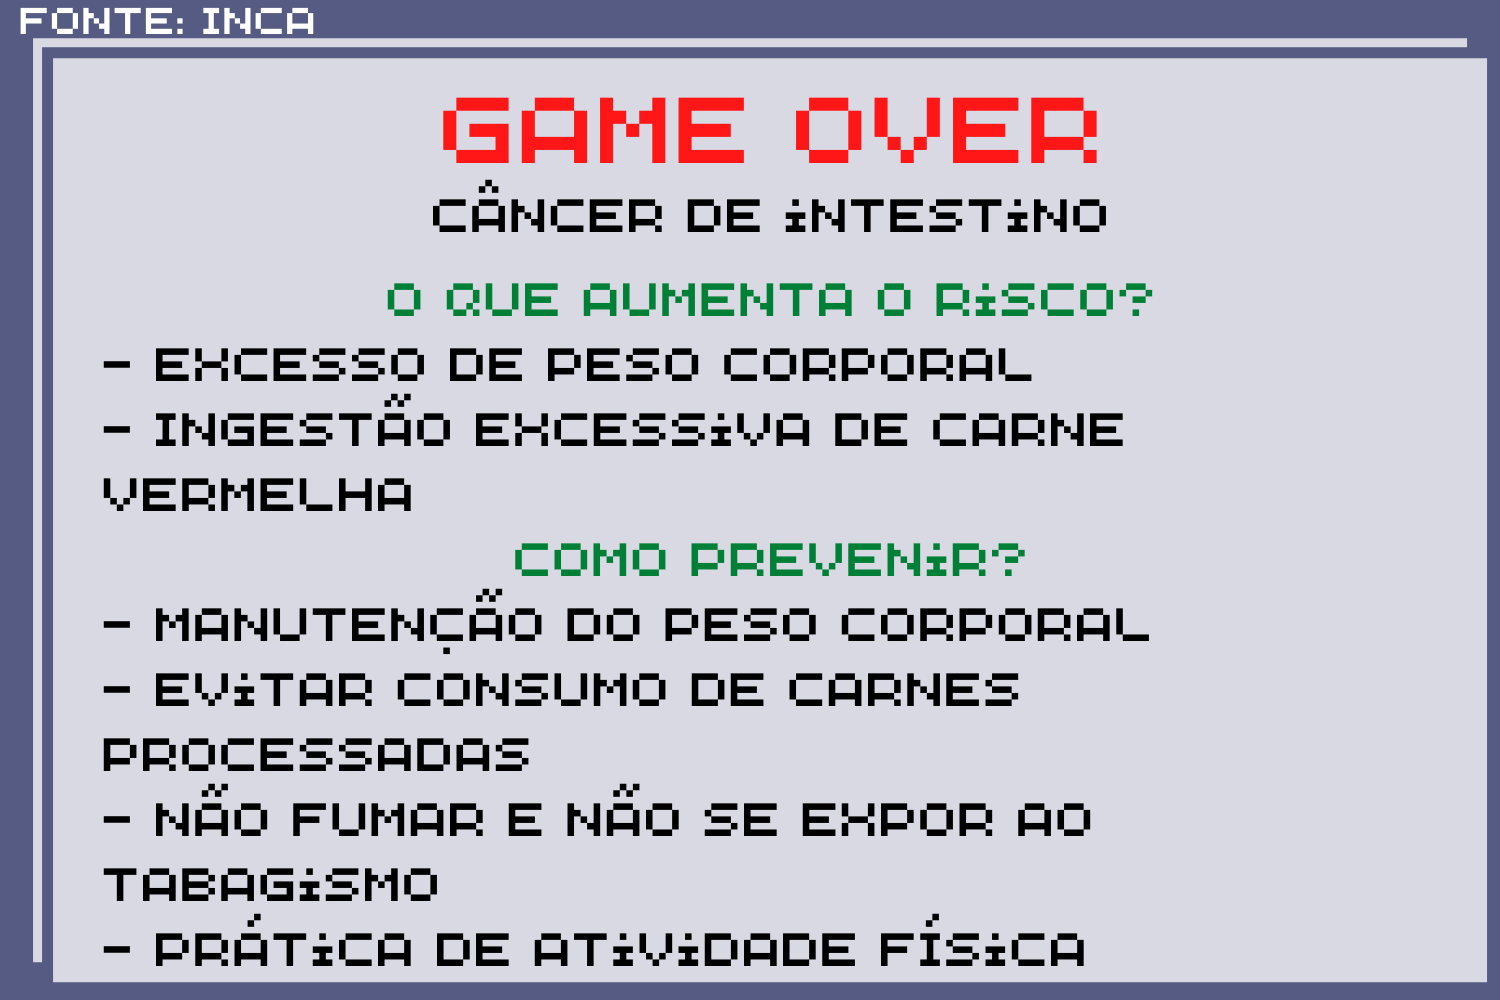 FONTE: INCA
GAME OVER
CÂNCER DE iNTESTiNO
O QUE AUMENTA O RiSCO?
- EXCESSO DE PESO CORPORAL
- INGESTÃO EXCESSiVA DE CARNE
VERMELHA
COMO PREVENiR?
- MANUTENÇÃO DO PESO CORPORAL
- EViTAR CONSUMO DE CARNES
PROCESSADAS
- NÃO FUMAR E NÃO SE EXPOR AO
TABAGiSMO
- PRÁTiCA DE ATiViDADE FÍSiCA